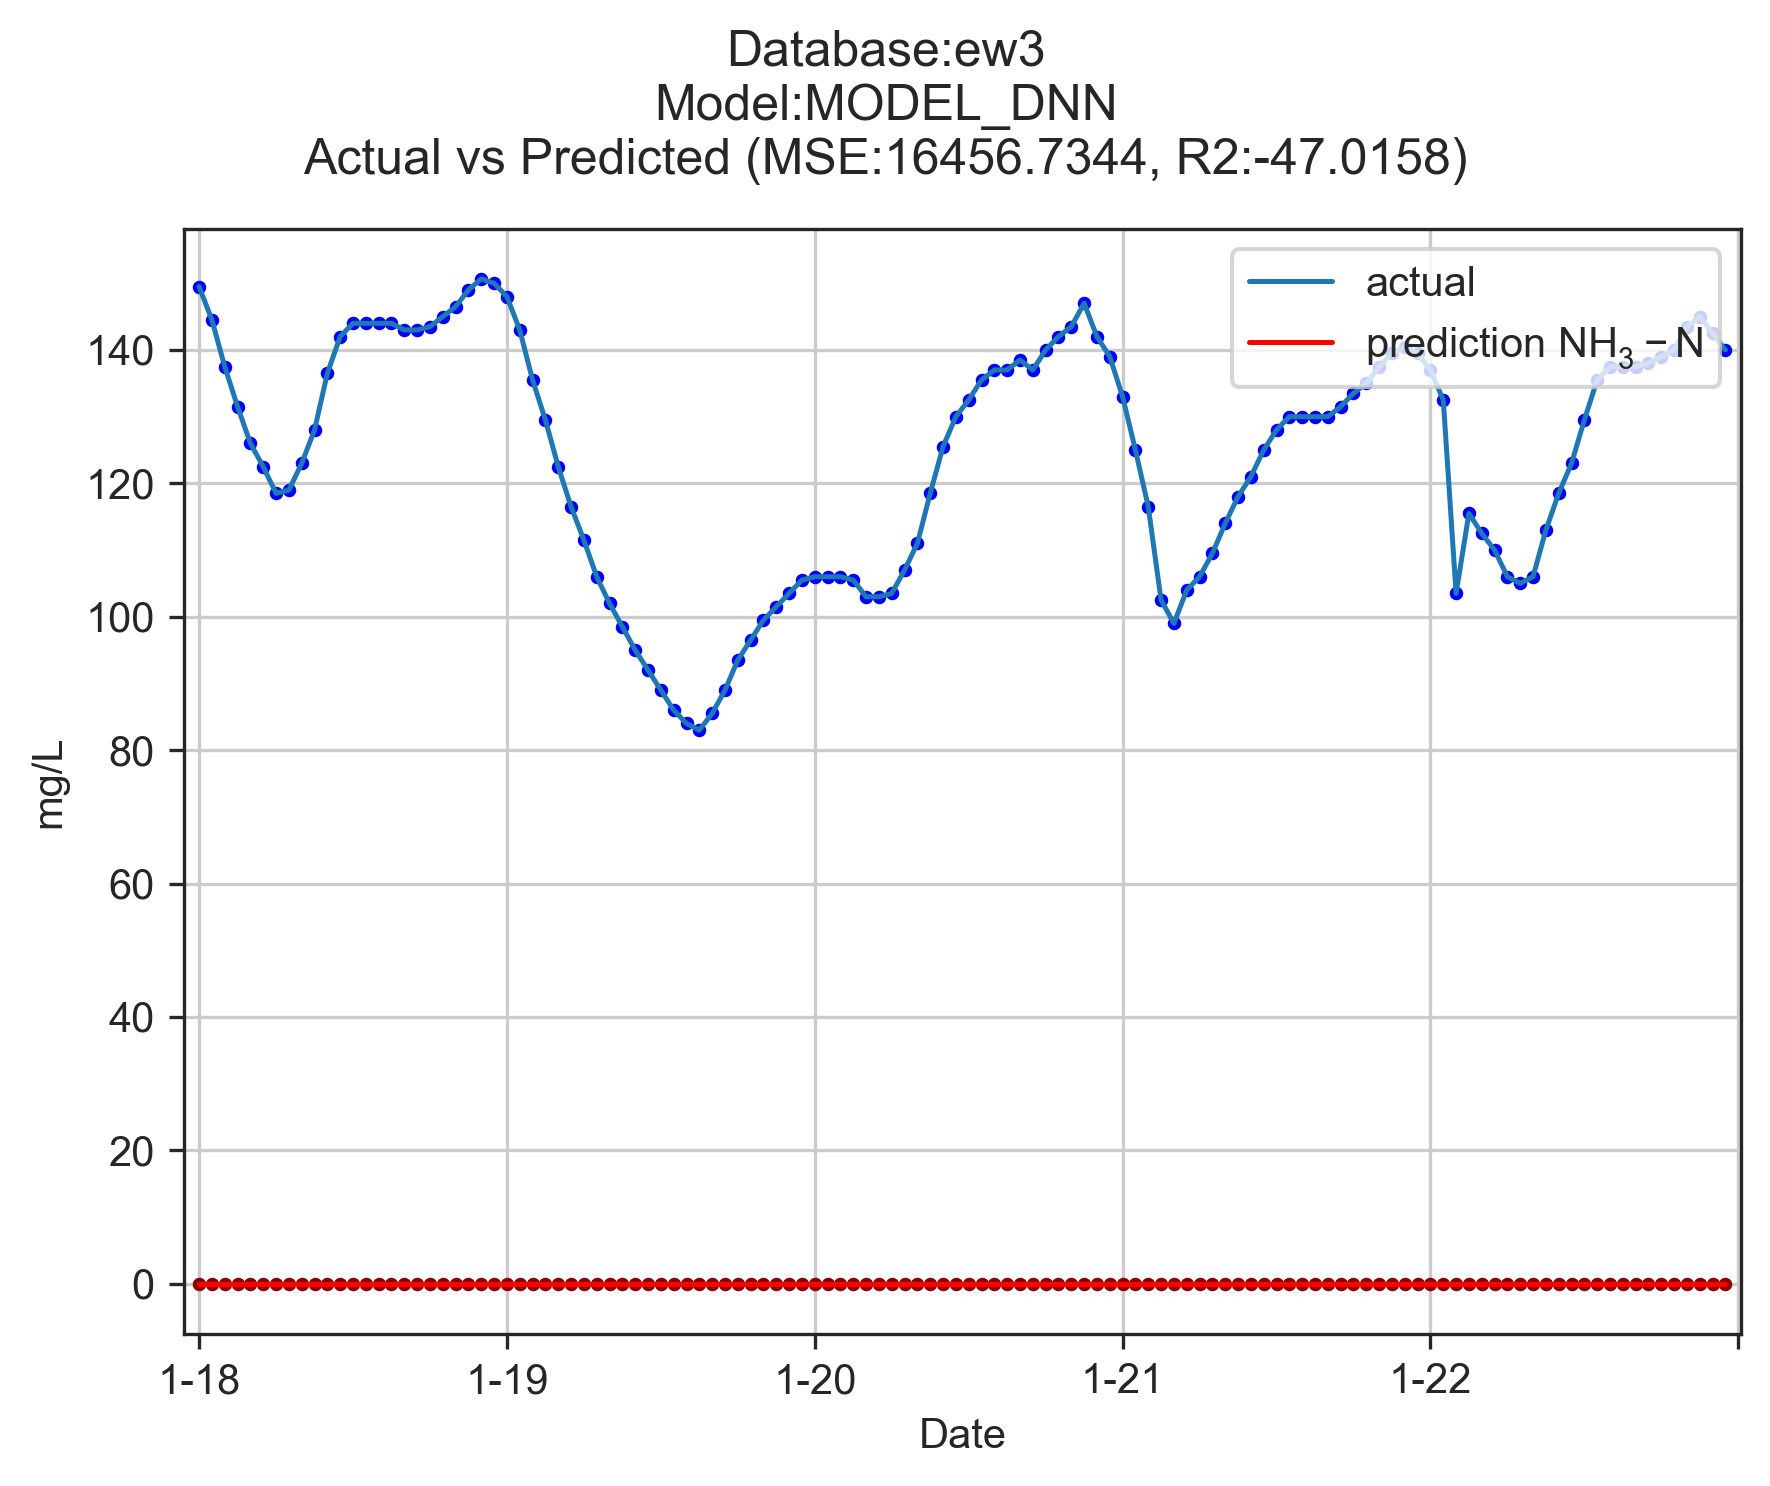 Database:ew3
Model:MODEL_DNN
Actual vs Predicted (MSE:16456.7344, R2:-47.0158)
actual
prediction NH₃ − N
140
120
100
80
60
40
20
0
mg/L
1-18 1-19 1-20 1-21 1-22
Date